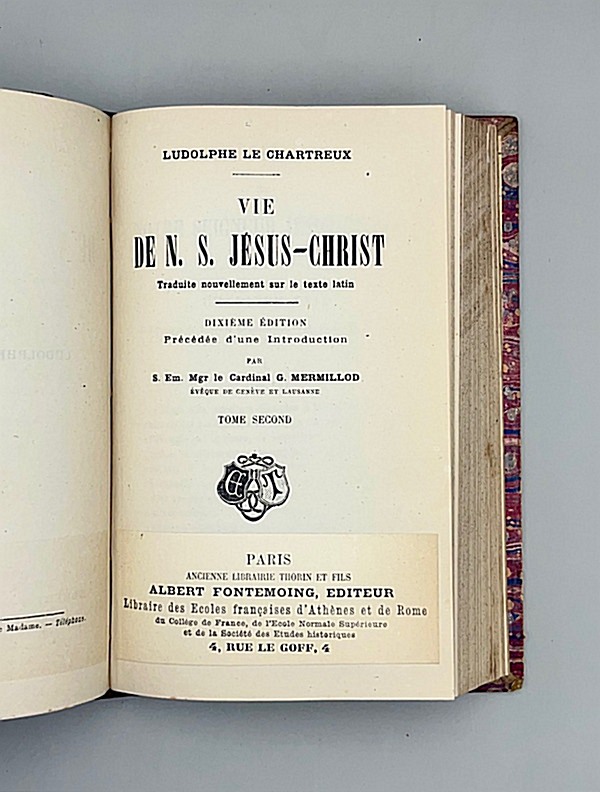 LUDOLPHE LE CHARTREUX
VIE
DE N. S. JÉSUS-CHRIST
Traduite nouvellement sur le texte latin
DIXIÈME ÉDITION
Précédée d'une Introduction
PAR
S. Em. Mgr le Cardinal G. MERMILLOD
ÉVÊQUE DE GENÈVE ET LAUSANNE
TOME SECOND
E T
PARIS
ANCIENNE LIBRAIRIE THORIN ET FILS
ALBERT FONTEMOING, EDITEUR
Libraire des Ecoles françaises d'Athènes et de Rome
du Collège de France, de l'Ecole Normale Supérieure
et de la Société des Etudes historiques
4, RUE LE GOFF, 4
Madame. — Téléphone.